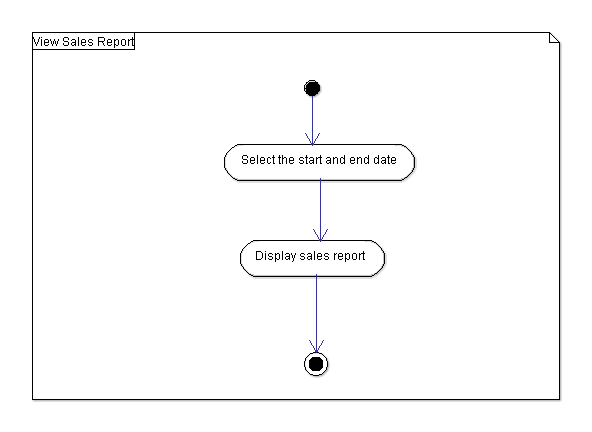 View Sales Report
Select the start and end date
Display sales report